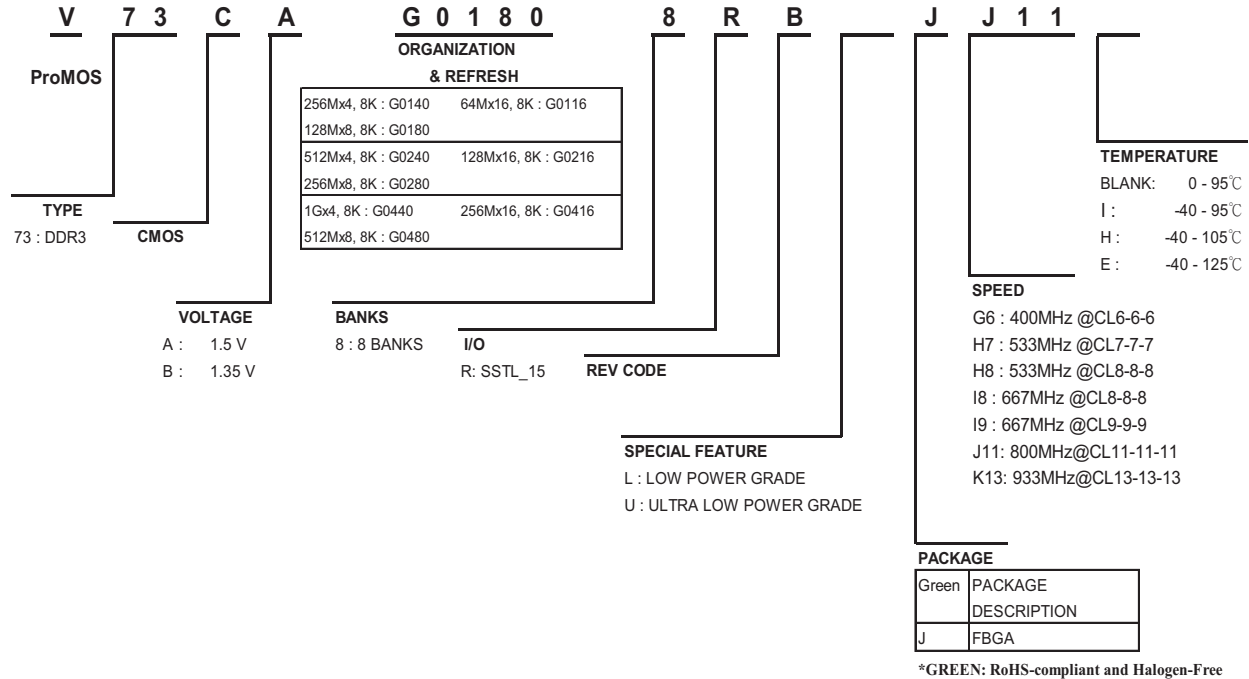 V 7 3 C A G 0 1 8 0 8 R B J J 1 1
ORGANIZATION
& REFRESH
ProMOS
256Mx4, 8K : G0140 64Mx16, 8K : G0116
128Mx8, 8K : G0180
512Mx4, 8K : G0240 128Mx16, 8K : G0216
256Mx8, 8K : G0280
1Gx4, 8K : G0440 256Mx16, 8K : G0416
512Mx8, 8K : G0480
TYPE
73 : DDR3
CMOS
TEMPERATURE
BLANK: 0 - 95℃
I : -40 - 95℃
H : -40 - 105℃
E : -40 - 125℃
VOLTAGE
A : 1.5 V
B : 1.35 V
BANKS
8 : 8 BANKS
I/O
R: SSTL_15
REV CODE
SPEED
G6 : 400MHz @CL6-6-6
H7 : 533MHz @CL7-7-7
H8 : 533MHz @CL8-8-8
I8 : 667MHz @CL8-8-8
I9 : 667MHz @CL9-9-9
J11: 800MHz@CL11-11-11
K13: 933MHz@CL13-13-13
SPECIAL FEATURE
L : LOW POWER GRADE
U : ULTRA LOW POWER GRADE
PACKAGE
Green PACKAGE
DESCRIPTION
J FBGA
*GREEN: RoHS-compliant and Halogen-Free